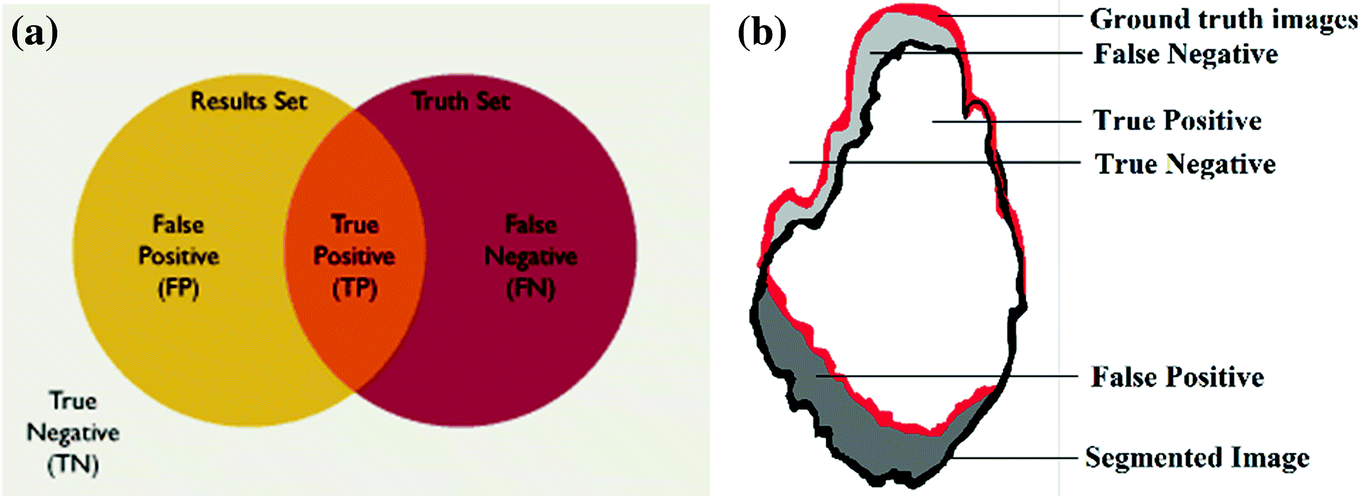 (a)
Results Set
Truth Set
False
Positive
(FP)
True
Positive
(TP)
False
Negative
(FN)
True
Negative
(TN)
(b)
Ground truth images
False Negative
True Positive
True Negative
False Positive
Segmented Image